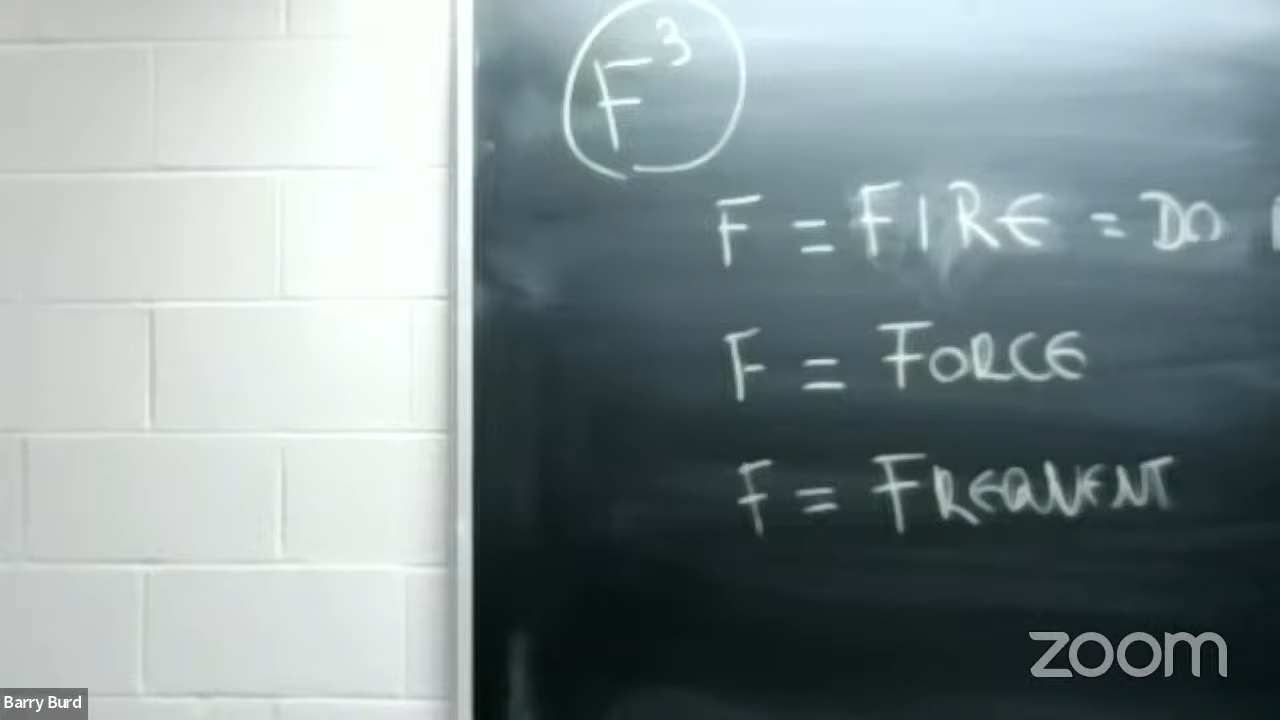 F³
F = FIRE = DO
F = FORCE
F = FREQUENT
zoom
Barry Burd